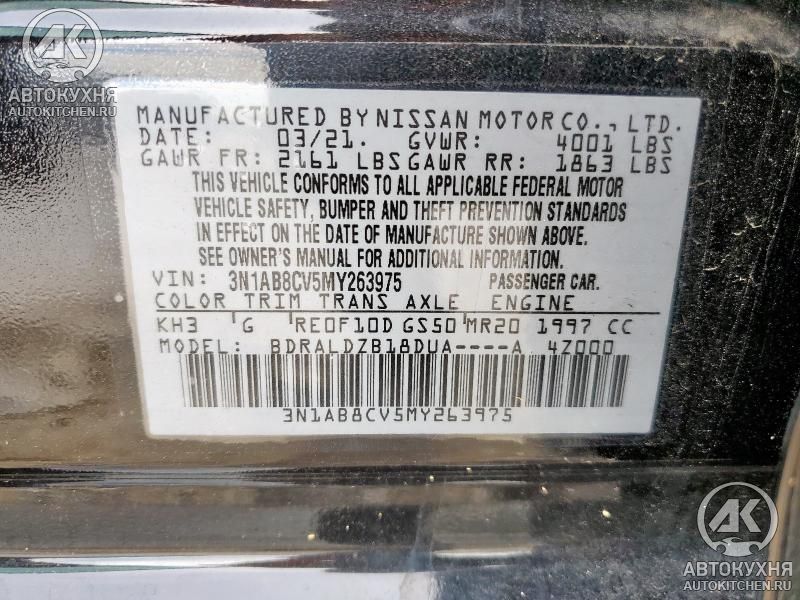 AK
АВТОКУХНЯ
AUTOKITCHEN.RU
MANUFACTURED BY NISSAN MOTOR CO., LTD.
DATE: 03/21. GVWR: 4001 LBS
GAWR FR: 2161 LBS GAWR RR: 1863 LBS
THIS VEHICLE CONFORMS TO ALL APPLICABLE FEDERAL MOTOR
VEHICLE SAFETY, BUMPER AND THEFT PREVENTION STANDARDS
IN EFFECT ON THE DATE OF MANUFACTURE SHOWN ABOVE.
SEE OWNER'S MANUAL FOR ADDITIONAL INFORMATION
VIN: 3N1AB8CV5MY263975 PASSENGER CAR.
COLOR TRIM TRANS AXLE ENGINE
KH3 G RE0F10D GS50 MR20 1997 CC
MODEL: BDRALDZB18DUA----A 4Z000
3N1AB8CV5MY263975
AK
АВТОКУХНЯ
AUTOKITCHEN.RU